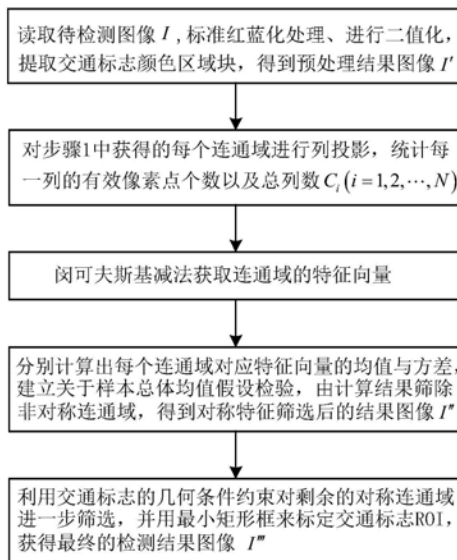 读取待检测图像 I ,标准红蓝化处理、进行二值化,
提取交通标志颜色区域块, 得到预处理结果图像 I′
对步骤1中获得的每个连通域进行列投影, 统计每
一列的有效像素点个数以及总列数 C_i (i = 1,2,⋯,N)
闵可夫斯基减法获取连通域的特征向量
分别计算出每个连通域对应特征向量的均值与方差,
建立关于样本总体均值假设检验, 由计算结果筛除
非对称连通域, 得到对称特征筛选后的结果图像 I″
利用交通标志的几何条件约束对剩余的对称连通域
进一步筛选, 并用最小矩形框来标定交通标志ROI,
获得最终的检测结果图像 I‴